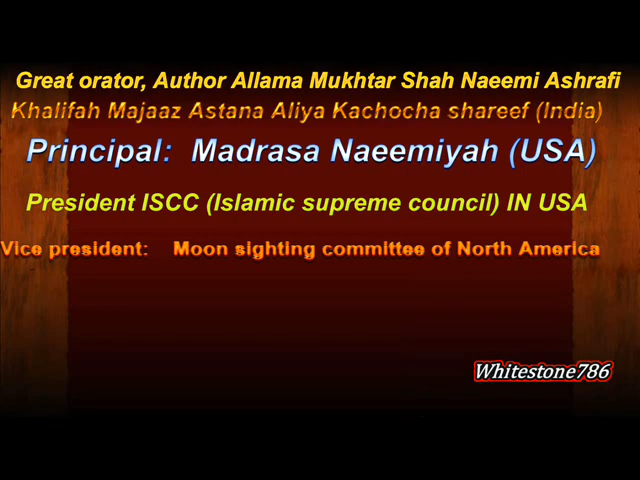 Great orator, Author Allama Mukhtar Shah Naeemi Ashrafi
Khalifah Majaaz Astana Aliya Kachocha shareef (India)
Principal: Madrasa Naeemiyah (USA)
President ISCC (Islamic supreme council) IN USA
Vice president: Moon sighting committee of North America
Whitestone786